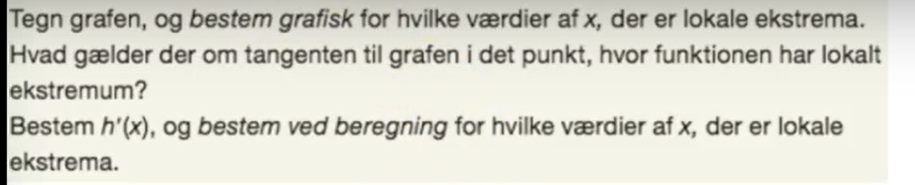 Tegn grafen, og bestem grafisk for hvilke værdier af x, der er lokale ekstrema.
Hvad gælder der om tangenten til grafen i det punkt, hvor funktionen har lokalt
ekstremum?
Bestem h'(x), og bestem ved beregning for hvilke værdier af x, der er lokale
ekstrema.